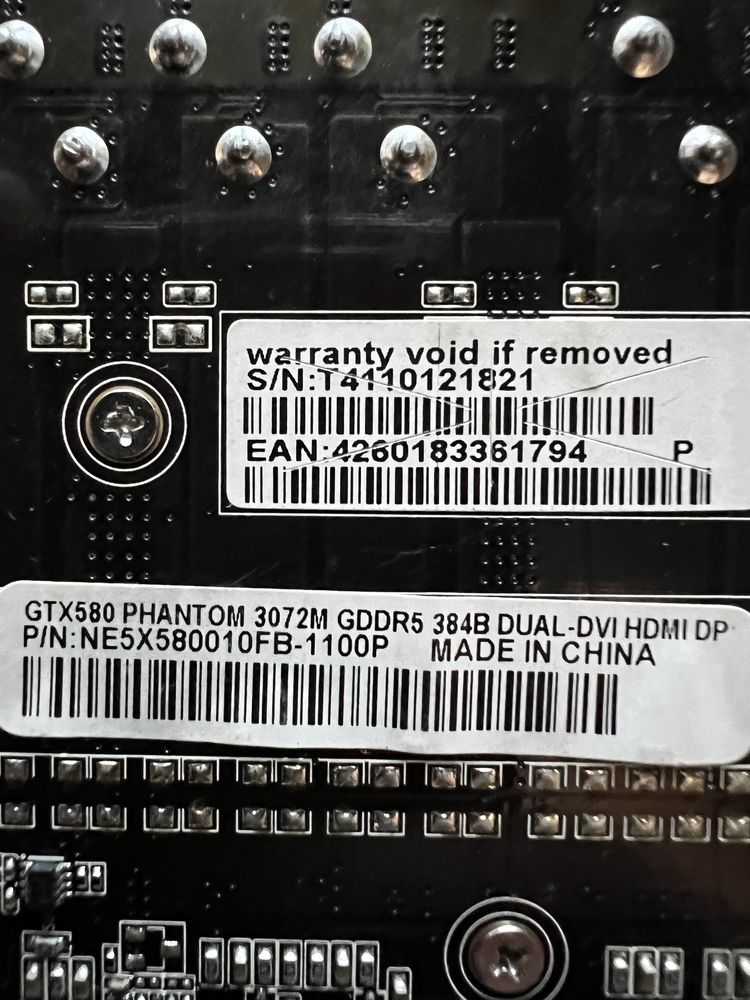 warranty void if removed
S/N:T4110121821
EAN:4260183361794 P
GTX580 PHANTOM 3072M GDDR5 384B DUAL-DVI HDMI DP
P/N:NE5X580010FB-1100P MADE IN CHINA